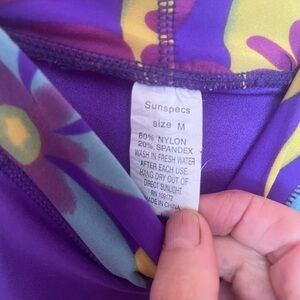 Sunspecs
size M
80% NYLON
20% SPANDEX
WASH IN FRESH WATER
AFTER EACH USE.
HANG DRY OUT OF
DIRECT SUNLIGHT
RN
MADE IN CHINA